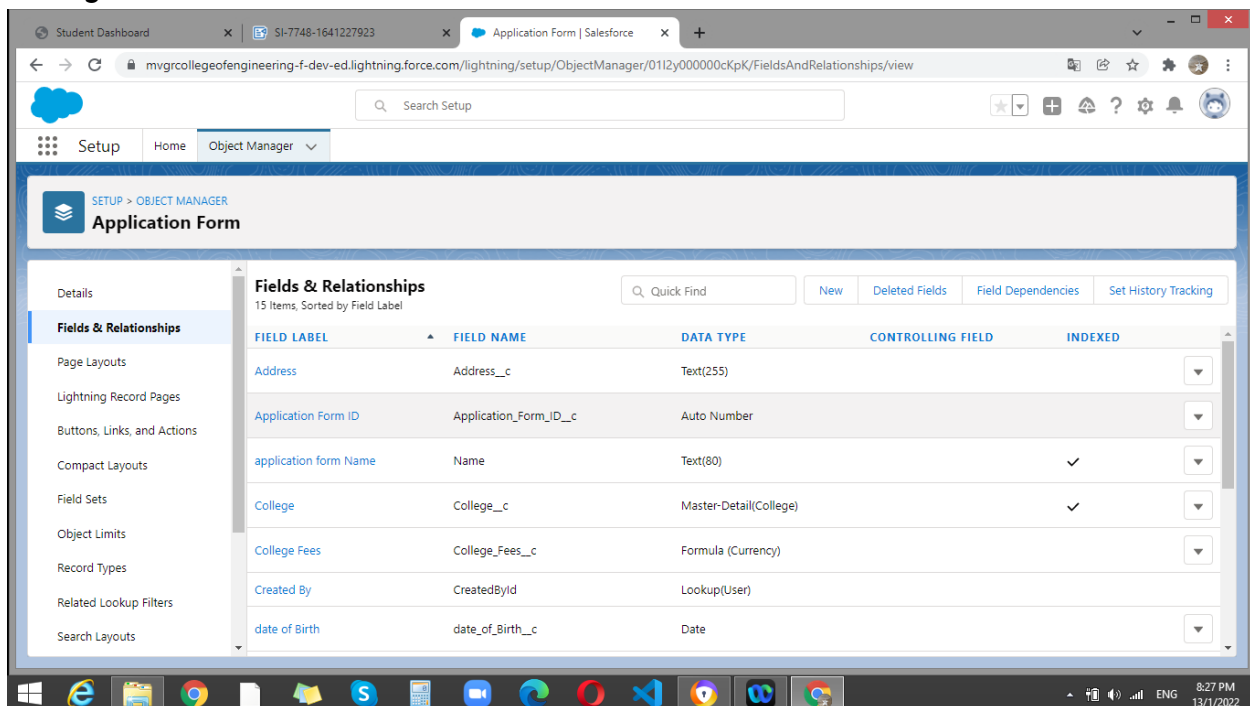 Student Dashboard
SI-7748-1641227923
Application Form | Salesforce
mvgrcollegeofengineering-f-dev-ed.lightning.force.com/lightning/setup/ObjectManager/01I2y000000cKpK/FieldsAndRelationships/view
Search Setup
Setup Home Object Manager
SETUP > OBJECT MANAGER
Application Form
Details
Fields & Relationships
Page Layouts
Lightning Record Pages
Buttons, Links, and Actions
Compact Layouts
Field Sets
Object Limits
Record Types
Related Lookup Filters
Search Layouts
Fields & Relationships
15 Items, Sorted by Field Label
Quick Find New Deleted Fields Field Dependencies Set History Tracking
FIELD LABEL FIELD NAME DATA TYPE CONTROLLING FIELD INDEXED
Address Address__c Text(255)
Application Form ID Application_Form_ID__c Auto Number
application form Name Name Text(80)
College College__c Master-Detail(College)
College Fees College_Fees__c Formula (Currency)
Created By CreatedById Lookup(User)
date of Birth date_of_Birth__c Date
ENG
8:27 PM
13/1/2022